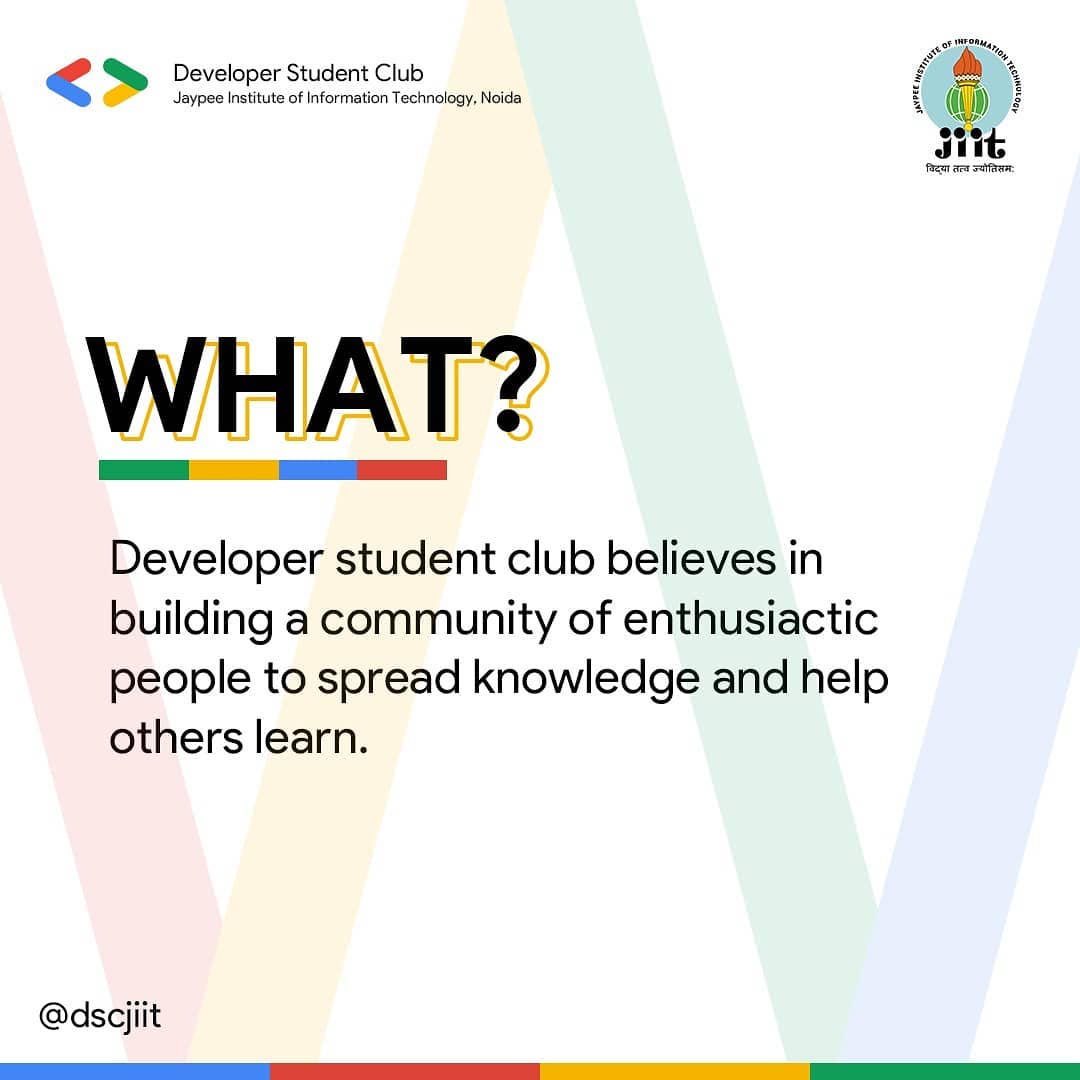 Developer Student Club
Jaypee Institute of Information Technology, Noida
JAYPEE INSTITUTE OF INFORMATION TECHNOLOGY
jiit
विद्या तत्व ज्योतिसम:
WHAT?
Developer student club believes in
building a community of enthusiactic
people to spread knowledge and help
others learn.
@dscjiit